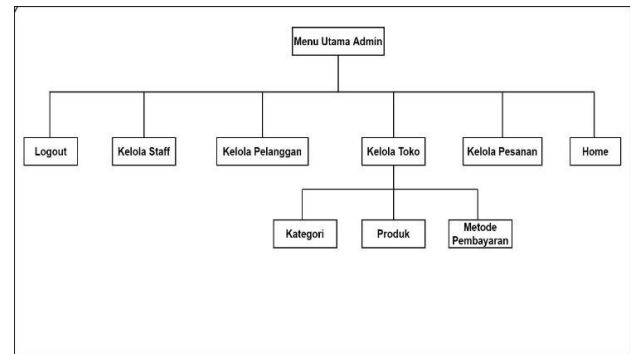 Menu Utama Admin
Logout
Kelola Staff
Kelola Pelanggan
Kelola Toko
Kelola Pesanan
Home
Kategori
Produk
Metode
Pembayaran